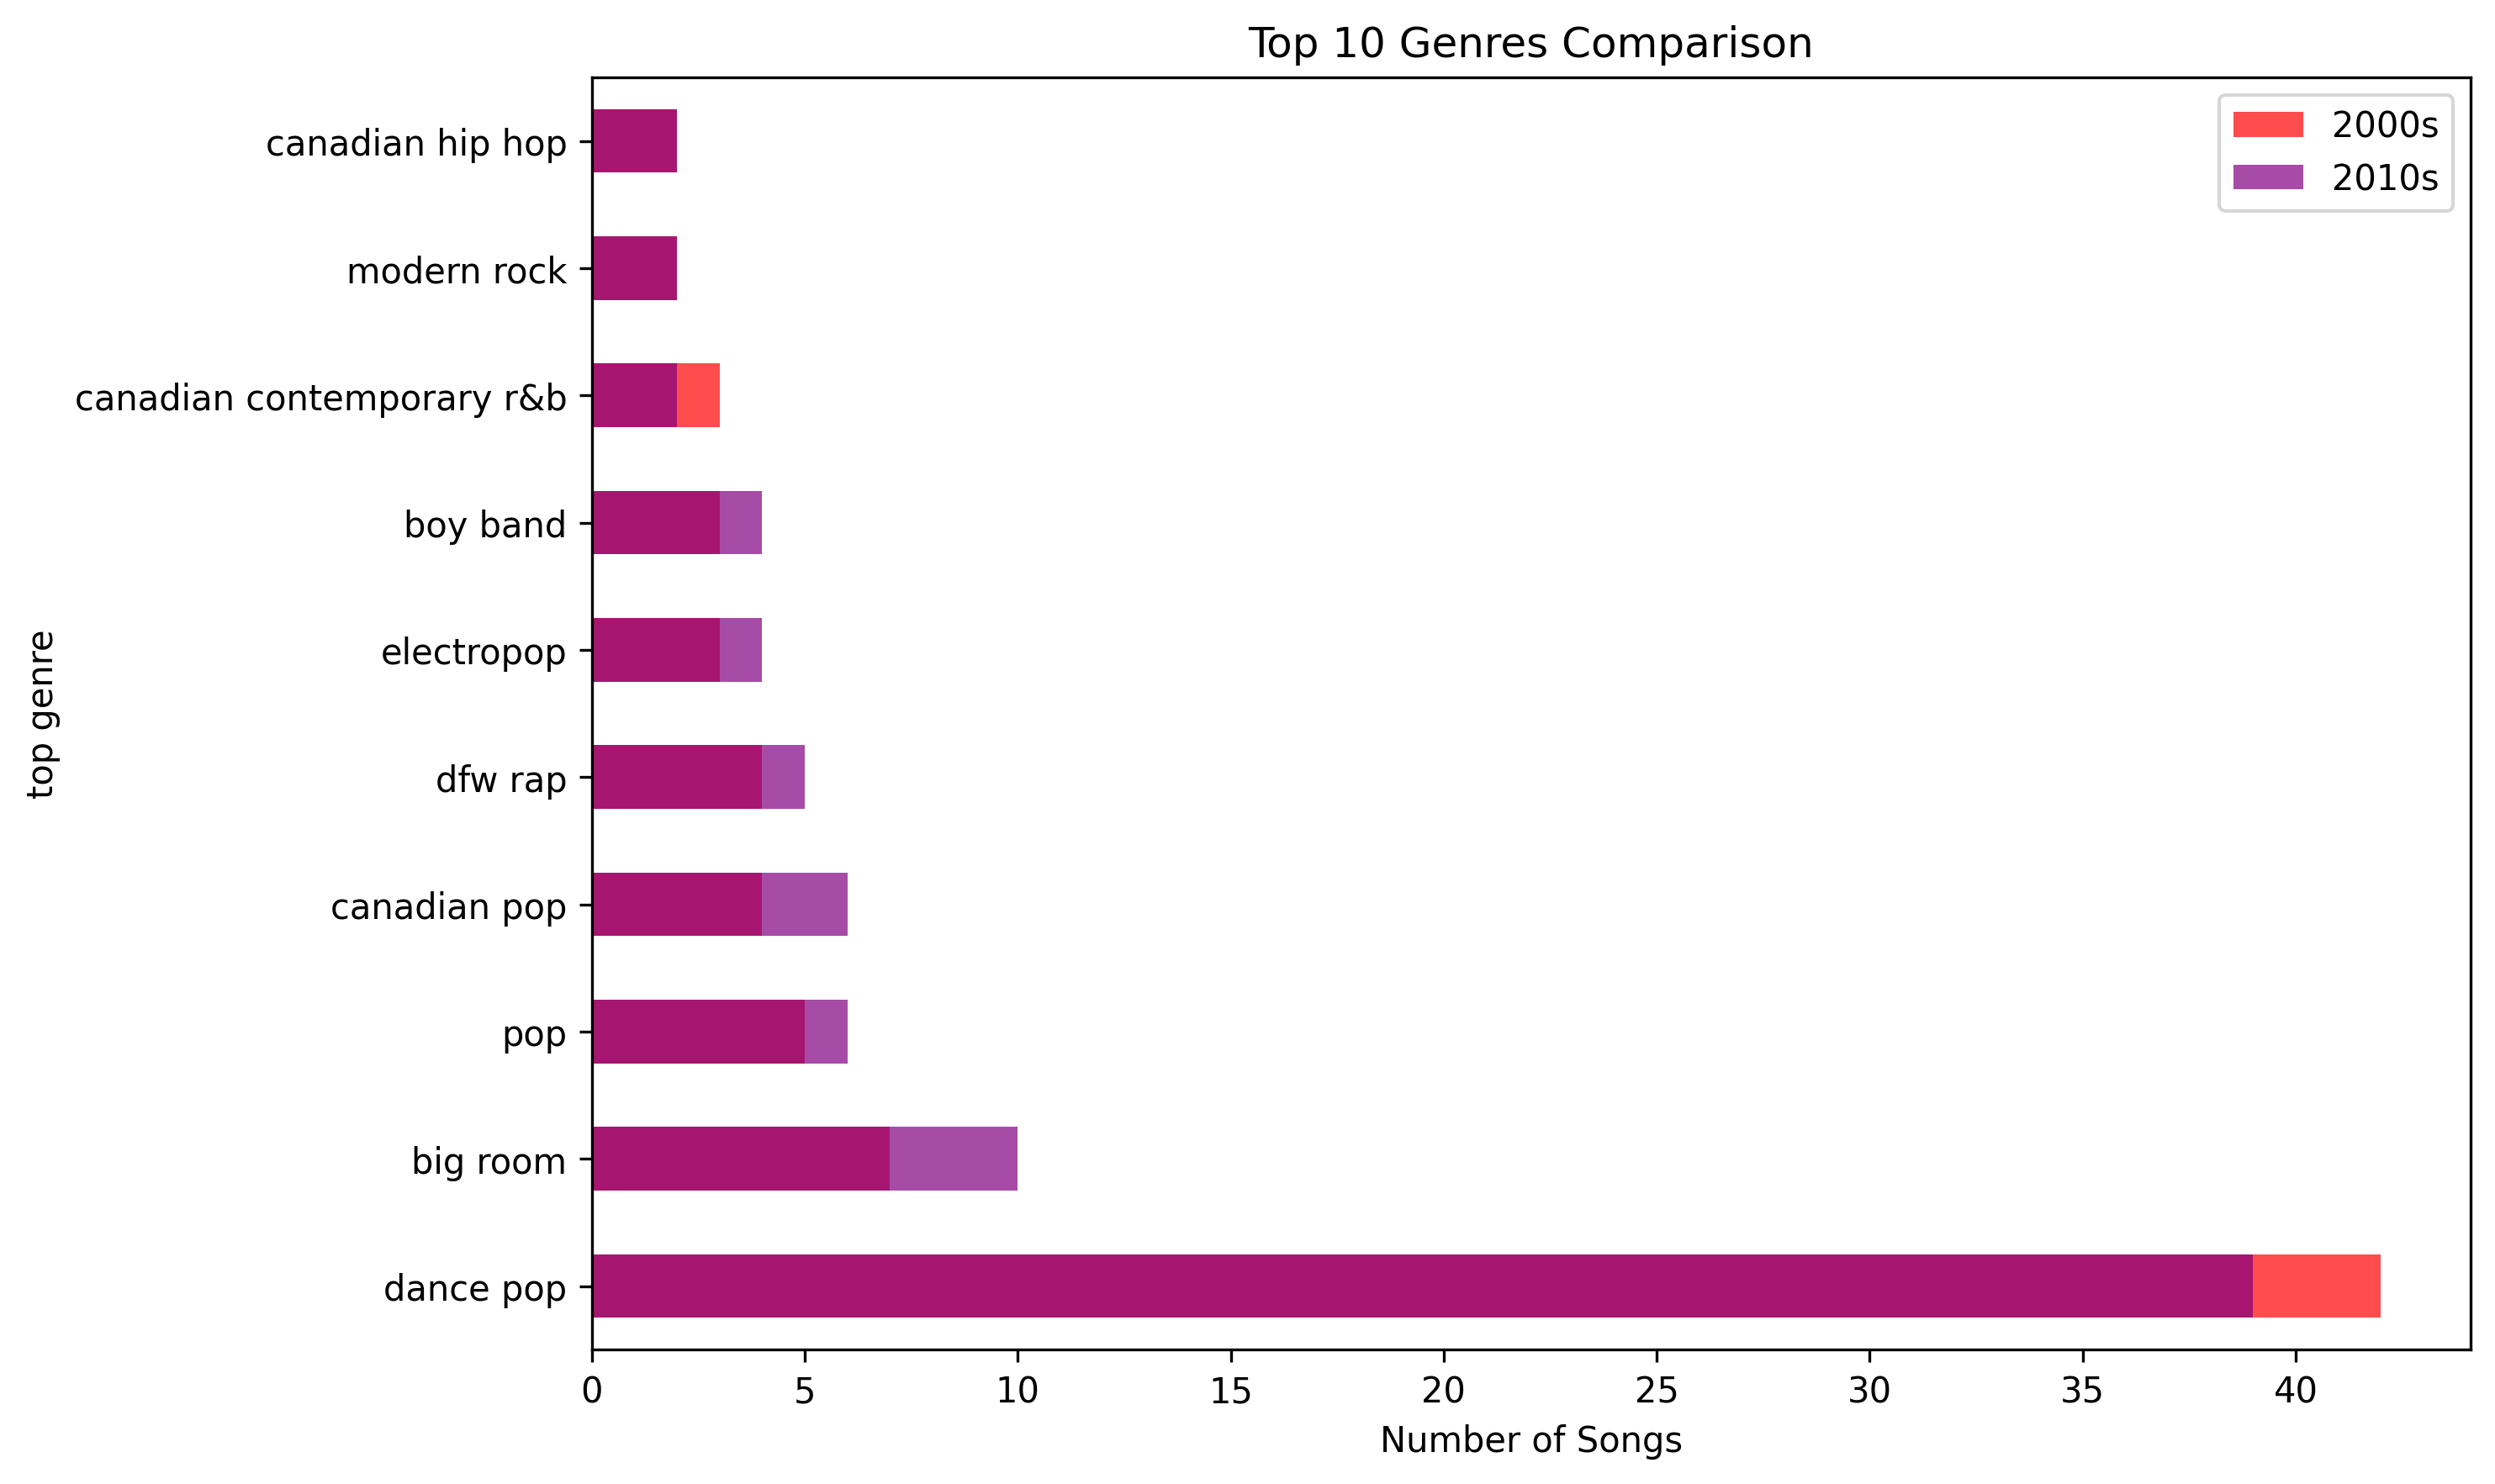 Top 10 Genres Comparison
2000s
2010s
canadian hip hop
modern rock
canadian contemporary r&b
boy band
electropop
dfw rap
canadian pop
pop
big room
dance pop
top genre
0 5 10 15 20 25 30 35 40
Number of Songs